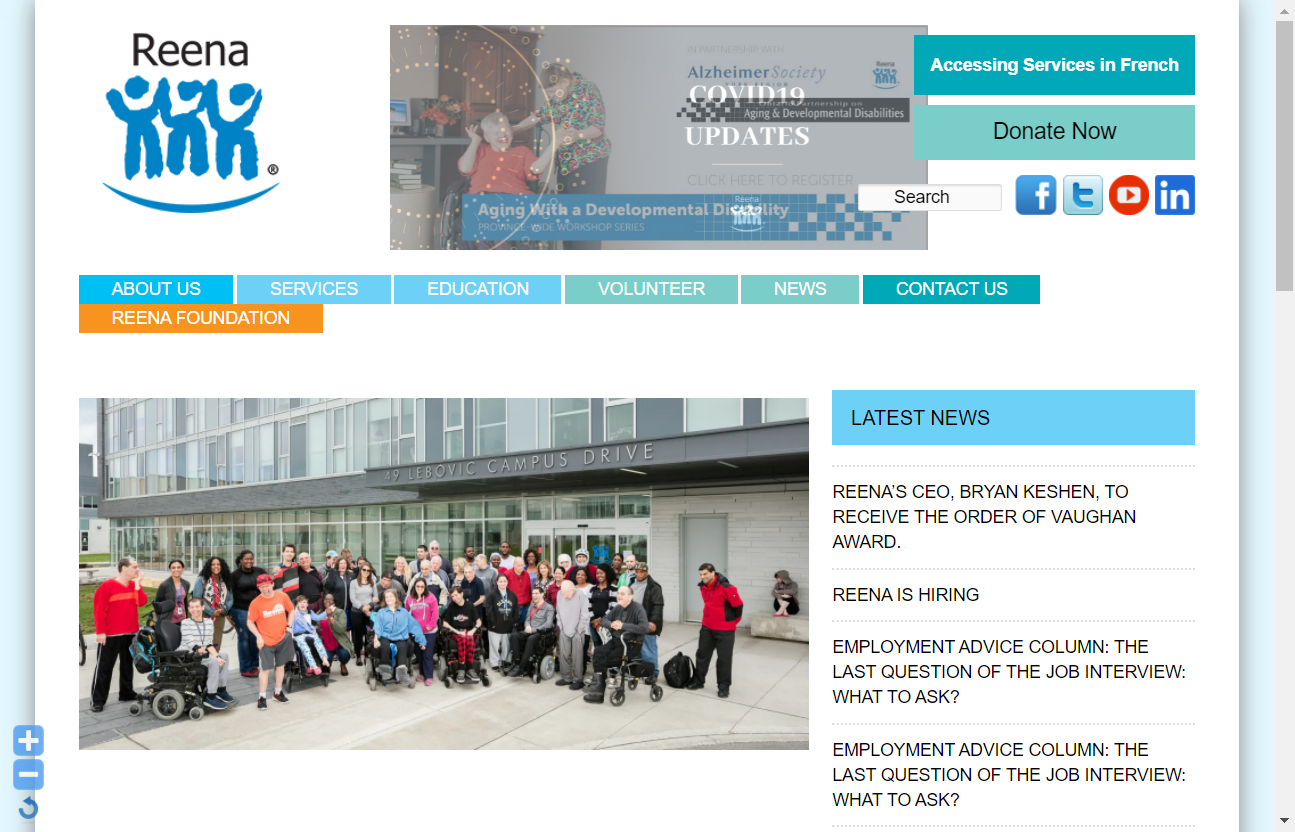 Reena
®
IN PARTNERSHIP WITH
Alzheimer Society
Reena
COVID19
Ontario Partnership on
Aging & Developmental Disabilities
UPDATES
CLICK HERE TO REGISTER
Reena
Aging With a Developmental Disability
PROVINCE-WIDE WORKSHOP SERIES
Accessing Services in French
Donate Now
Search
ABOUT US
SERVICES
EDUCATION
VOLUNTEER
NEWS
CONTACT US
REENA FOUNDATION
49 LEBOVIC CAMPUS DRIVE
LATEST NEWS
REENA’S CEO, BRYAN KESHEN, TO
RECEIVE THE ORDER OF VAUGHAN
AWARD.
REENA IS HIRING
EMPLOYMENT ADVICE COLUMN: THE
LAST QUESTION OF THE JOB INTERVIEW:
WHAT TO ASK?
EMPLOYMENT ADVICE COLUMN: THE
LAST QUESTION OF THE JOB INTERVIEW:
WHAT TO ASK?